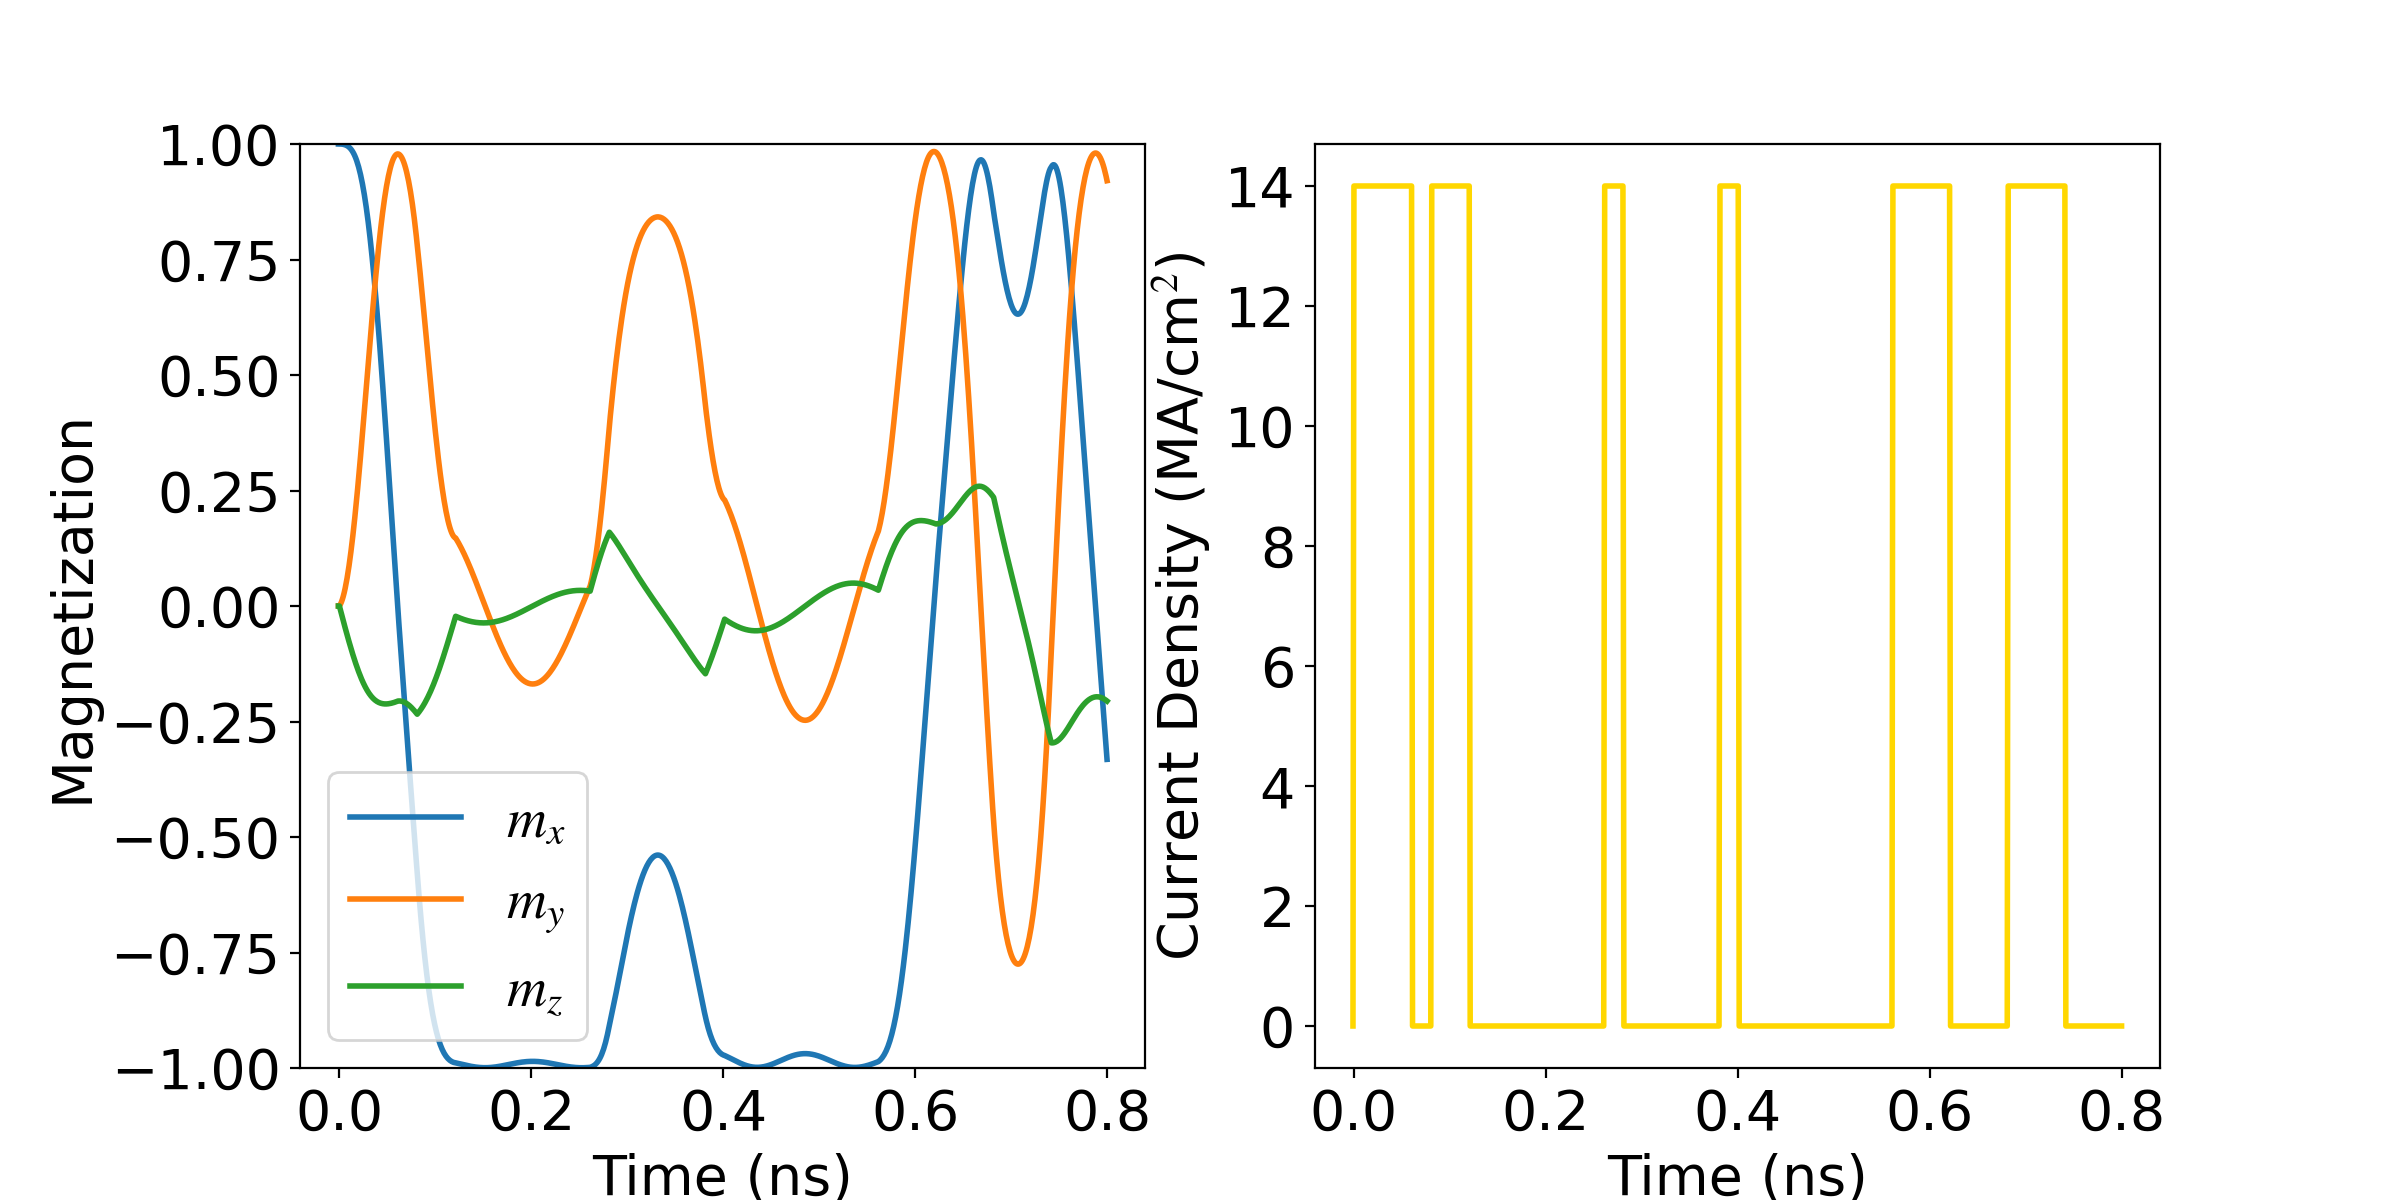 Magnetization
1.00
0.75
0.50
0.25
0.00
−0.25
−0.50
−0.75
−1.00
m_x
m_y
m_z
0.0 0.2 0.4 0.6 0.8
Time (ns)
Current Density (MA/cm²)
14
12
10
8
6
4
2
0
0.0 0.2 0.4 0.6 0.8
Time (ns)